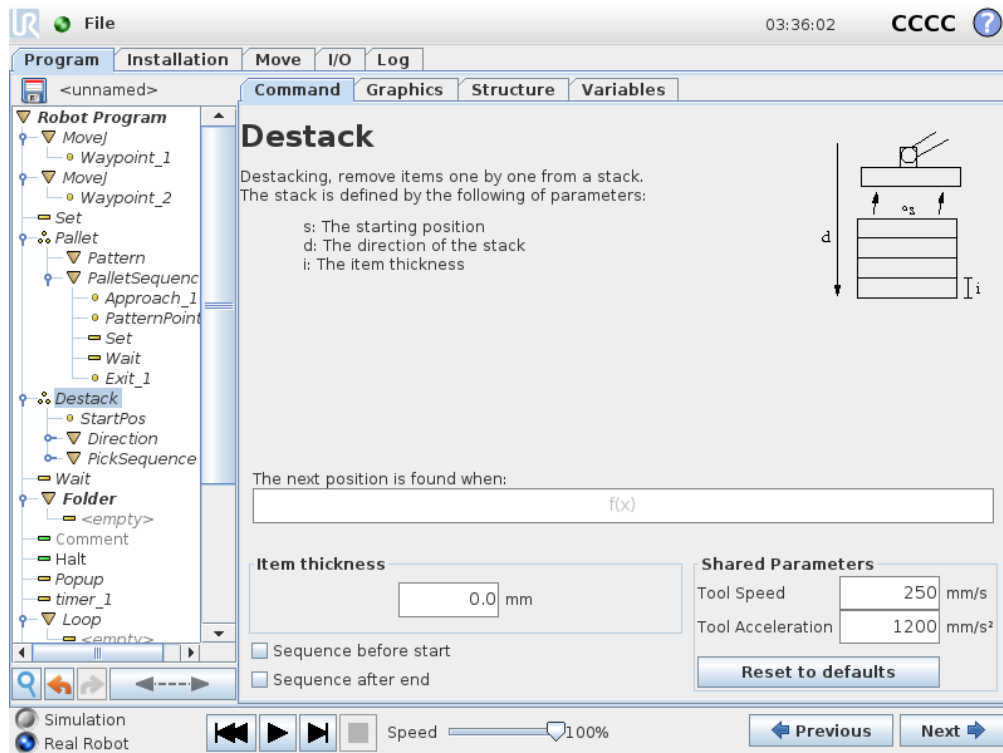 UR File 03:36:02 CCCC ?
Program Installation Move I/O Log
<unnamed>
Command Graphics Structure Variables
Robot Program
MoveJ
Waypoint_1
MoveJ
Waypoint_2
Set
Pallet
Pattern
PalletSequenc
Approach_1
PatternPoint
Set
Wait
Exit_1
Destack
StartPos
Direction
PickSequence
Wait
Folder
<empty>
Comment
Halt
Popup
timer_1
Loop
<empty>
Destack
Destacking, remove items one by one from a stack.
The stack is defined by the following of parameters:
s: The starting position
d: The direction of the stack
i: The item thickness
s
d
i
The next position is found when:
f(x)
Item thickness
0.0 mm
Sequence before start
Sequence after end
Shared Parameters
Tool Speed 250 mm/s
Tool Acceleration 1200 mm/s²
Reset to defaults
Simulation
Real Robot
Speed 100%
Previous Next